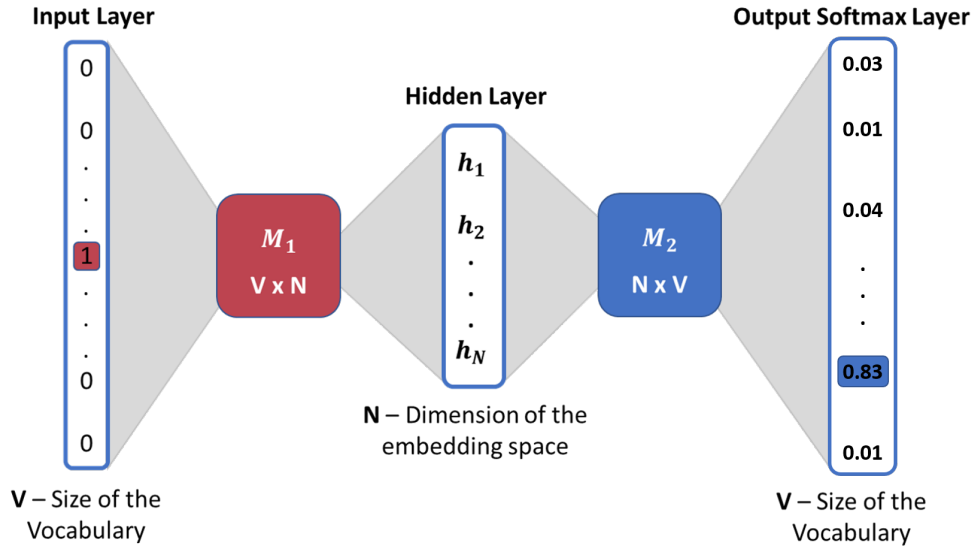 Input Layer
0
0
.
.
.
1
.
.
.
0
0
V – Size of the
Vocabulary
M₁
V x N
Hidden Layer
h₁
h₂
.
.
.
h_N
N – Dimension of the
embedding space
M₂
N x V
Output Softmax Layer
0.03
0.01
0.04
.
.
.
0.83
0.01
V – Size of the
Vocabulary